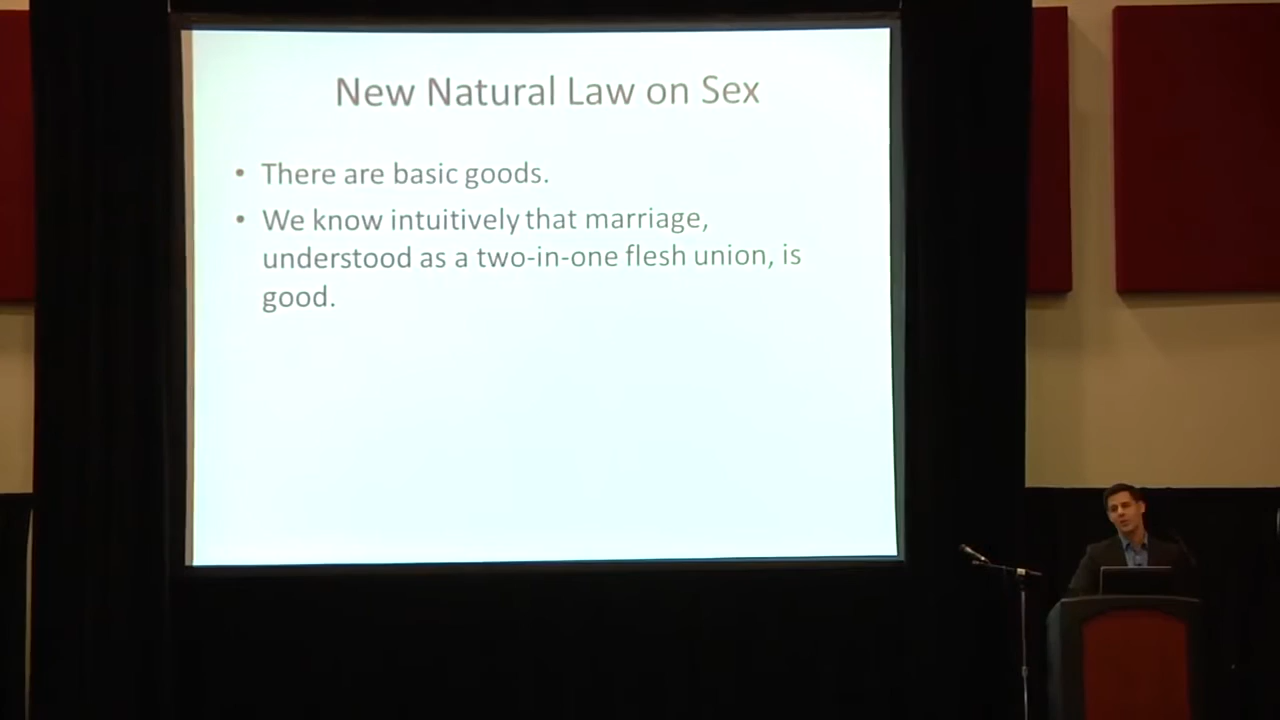 New Natural Law on Sex
• There are basic goods.
• We know intuitively that marriage,
understood as a two-in-one flesh union, is
good.